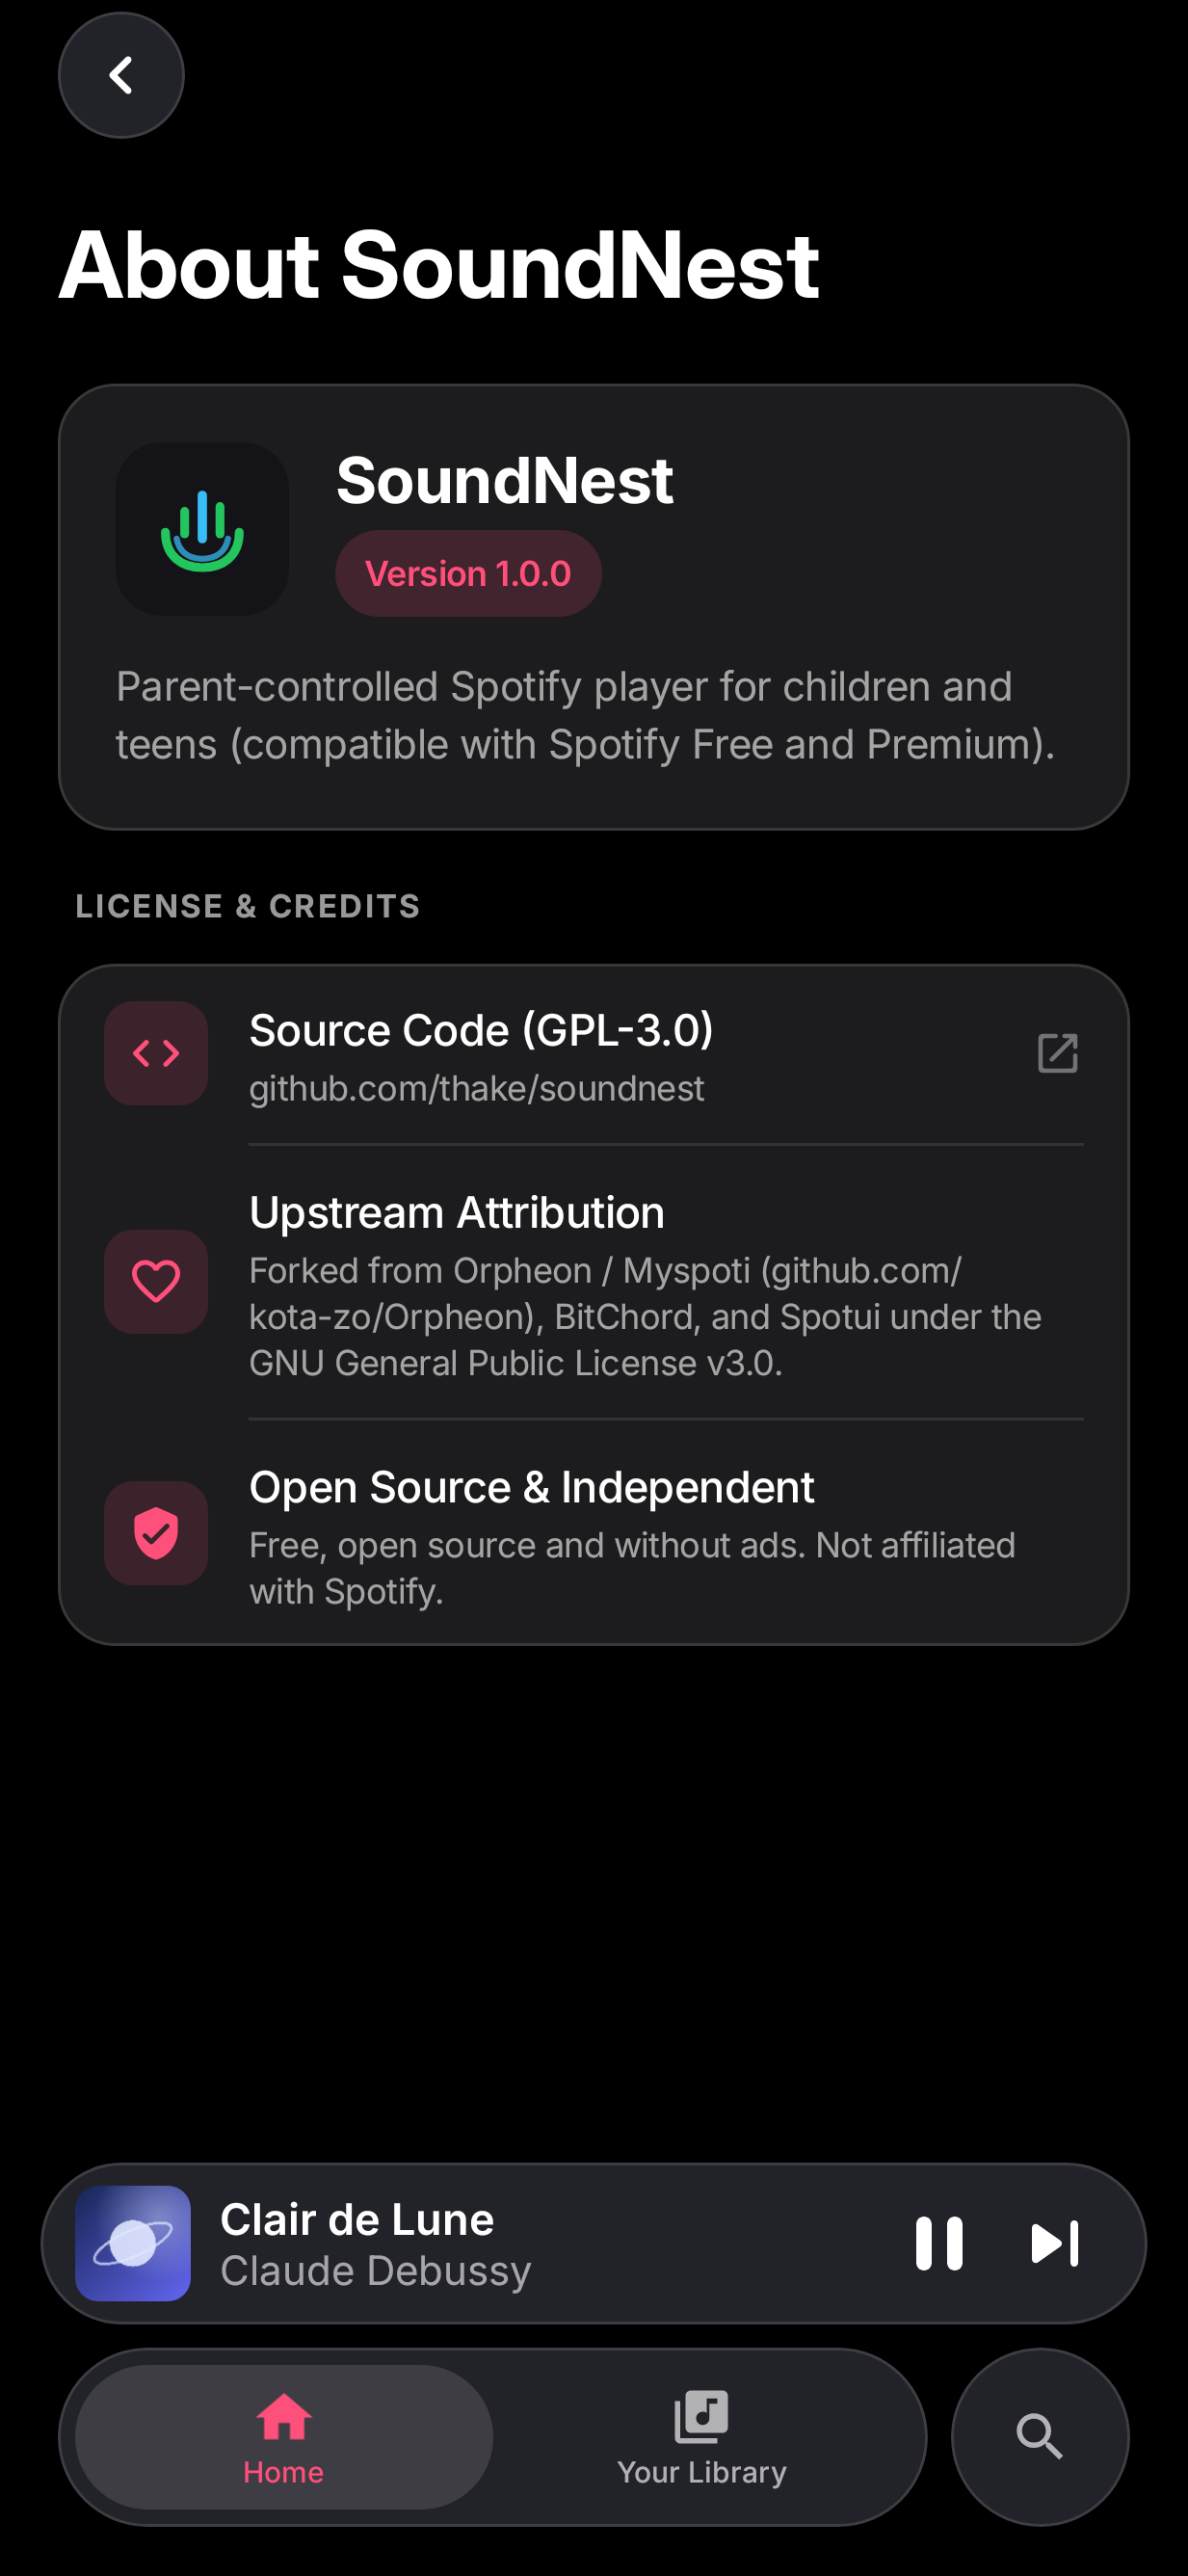 About SoundNest
SoundNest
Version 1.0.0
Parent-controlled Spotify player for children and
teens (compatible with Spotify Free and Premium).
LICENSE & CREDITS
Source Code (GPL-3.0)
github.com/thake/soundnest
Upstream Attribution
Forked from Orpheon / Myspoti (github.com/
kota-zo/Orpheon), BitChord, and Spotui under the
GNU General Public License v3.0.
Open Source & Independent
Free, open source and without ads. Not affiliated
with Spotify.
Clair de Lune
Claude Debussy
Home
Your Library